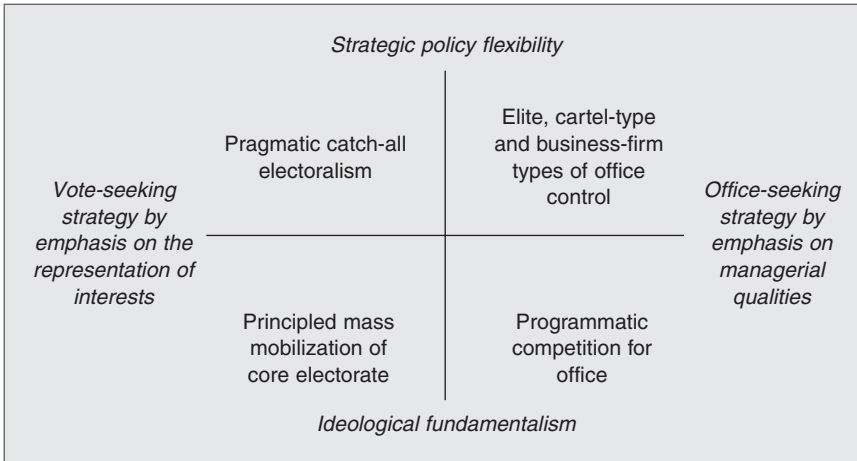 Strategic policy flexibility
Pragmatic catch-all
electoralism
Elite, cartel-type
and business-firm
types of office
control
Vote-seeking
strategy by
emphasis on the
representation of
interests
Office-seeking
strategy by
emphasis on
managerial
qualities
Principled mass
mobilization of
core electorate
Programmatic
competition for
office
Ideological fundamentalism